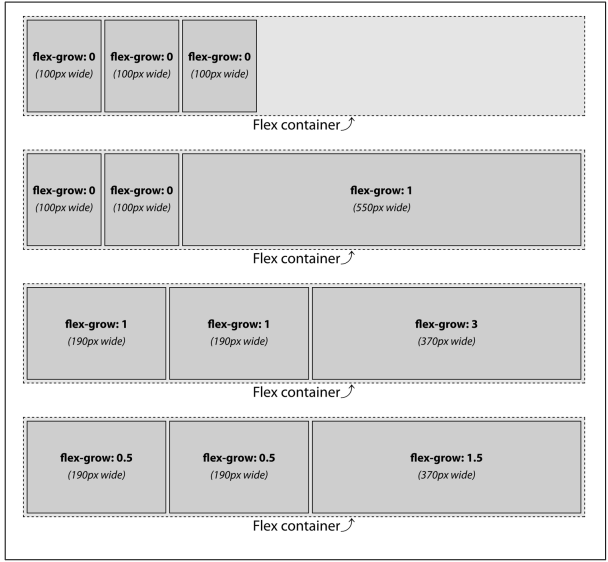 flex-grow: 0 flex-grow: 0 flex-grow: 0
(100px wide) (100px wide) (100px wide)
Flex container
flex-grow: 0 flex-grow: 0 flex-grow: 1
(100px wide) (100px wide) (550px wide)
Flex container
flex-grow: 1 flex-grow: 1 flex-grow: 3
(190px wide) (190px wide) (370px wide)
Flex container
flex-grow: 0.5 flex-grow: 0.5 flex-grow: 1.5
(190px wide) (190px wide) (370px wide)
Flex container